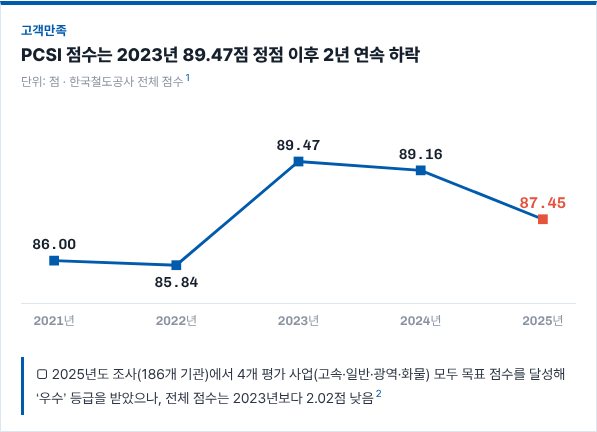 고객만족
PCSI 점수는 2023년 89.47점 정점 이후 2년 연속 하락
단위: 점 · 한국철도공사 전체 점수 1
89.47
89.16
87.45
86.00
85.84
2021년 2022년 2023년 2024년 2025년
▢ 2025년도 조사(186개 기관)에서 4개 평가 사업(고속·일반·광역·화물) 모두 목표 점수를 달성해
‘우수’ 등급을 받았으나, 전체 점수는 2023년보다 2.02점 낮음 2